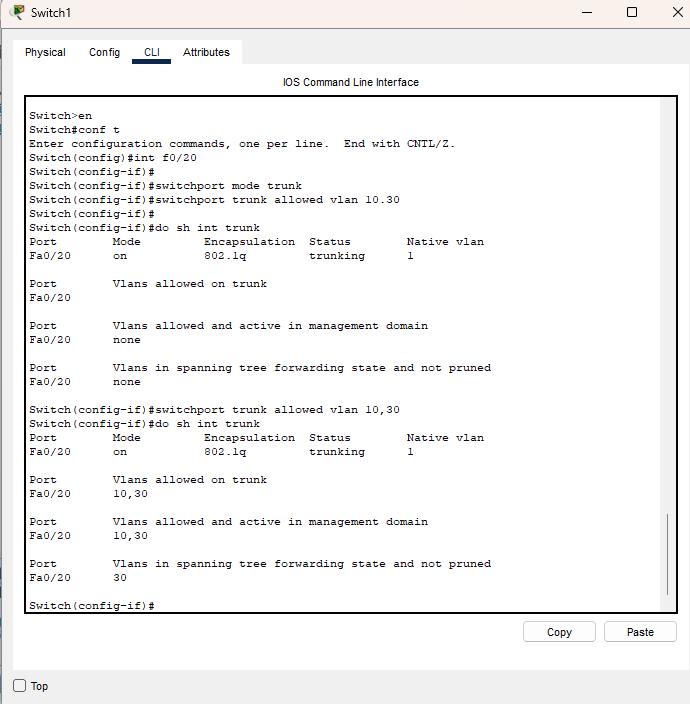 Switch1
Physical Config CLI Attributes
IOS Command Line Interface
Switch>en
Switch#conf t
Enter configuration commands, one per line.  End with CNTL/Z.
Switch(config)#int f0/20
Switch(config-if)#
Switch(config-if)#switchport mode trunk
Switch(config-if)#switchport trunk allowed vlan 10.30
Switch(config-if)#
Switch(config-if)#do sh int trunk
Port        Mode         Encapsulation  Status        Native vlan
Fa0/20      on           802.1q         trunking      1
Port        Vlans allowed on trunk
Fa0/20
Port        Vlans allowed and active in management domain
Fa0/20      none
Port        Vlans in spanning tree forwarding state and not pruned
Fa0/20      none
Switch(config-if)#switchport trunk allowed vlan 10,30
Switch(config-if)#do sh int trunk
Port        Mode         Encapsulation  Status        Native vlan
Fa0/20      on           802.1q         trunking      1
Port        Vlans allowed on trunk
Fa0/20      10,30
Port        Vlans allowed and active in management domain
Fa0/20      10,30
Port        Vlans in spanning tree forwarding state and not pruned
Fa0/20      30
Switch(config-if)#
Copy Paste
Top